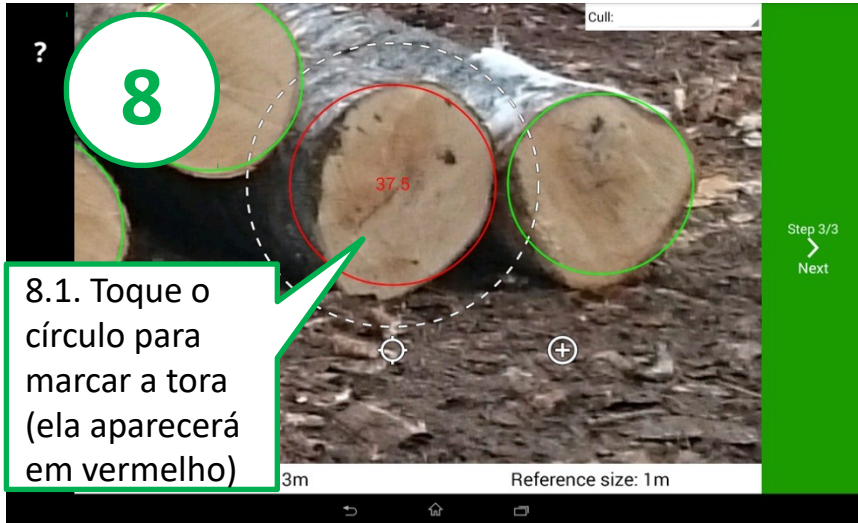 Cull:
?
8
37.5
Step 3/3
Next
8.1. Toque o
círculo para
marcar a tora
(ela aparecerá
em vermelho)
3m
Reference size: 1m